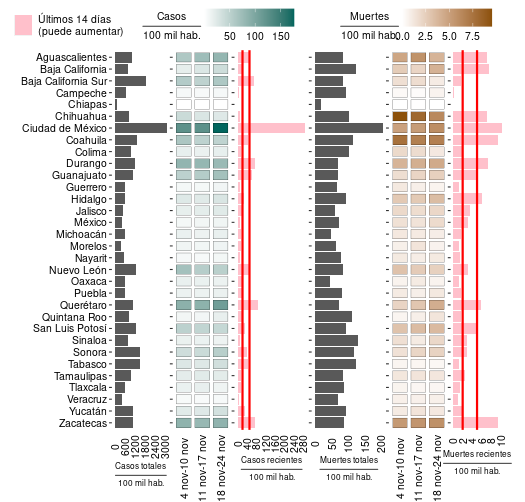 Últimos 14 días
(puede aumentar)
Casos
100 mil hab.
50 100 150
Muertes
100 mil hab.
0.0 2.5 5.0 7.5
Aguascalientes
Baja California
Baja California Sur
Campeche
Chiapas
Chihuahua
Ciudad de México
Coahuila
Colima
Durango
Guanajuato
Guerrero
Hidalgo
Jalisco
México
Michoacán
Morelos
Nayarit
Nuevo León
Oaxaca
Puebla
Querétaro
Quintana Roo
San Luis Potosí
Sinaloa
Sonora
Tabasco
Tamaulipas
Tlaxcala
Veracruz
Yucatán
Zacatecas
0 600 1200 1800 2400 3000
Casos totales
100 mil hab.
4 nov-10 nov
11 nov-17 nov
18 nov-24 nov
0 40 80 120 160 200 240 280
Casos recientes
100 mil hab.
0 50 100 150 200
Muertes totales
100 mil hab.
4 nov-10 nov
11 nov-17 nov
18 nov-24 nov
0 2 4 6 8 10
Muertes recientes
100 mil hab.